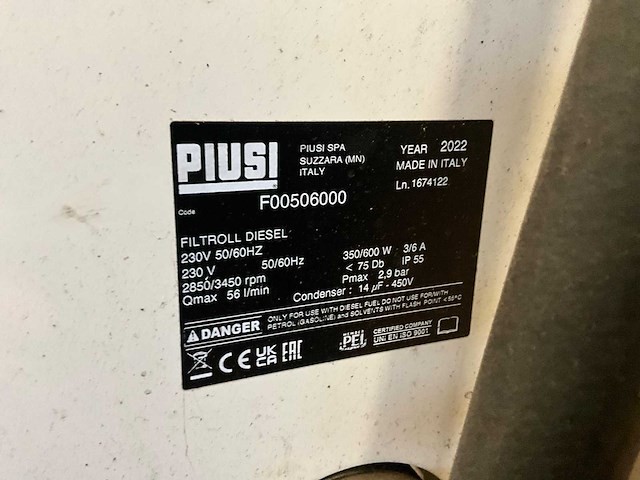 PIUSI
PIUSI SPA
SUZZARA (MN)
ITALY
YEAR 2022
MADE IN ITALY
Ln. 1674122
Code F00506000
FILTROLL DIESEL
230V 50/60HZ 350/600 W 3/6 A
230 V 50/60Hz < 75 Db IP 55
2850/3450 rpm Pmax 2,9 bar
Qmax 56 l/min Condenser : 14 µF - 450V
DANGER
ONLY FOR USE WITH DIESEL FUEL DO NOT USE FOR/WITH
PETROL (GASOLINE) and SOLVENTS WITH FLASH POINT <55°C
CE UK CA EAC
PEI
CERTIFIED COMPANY
UNI EN ISO 9001